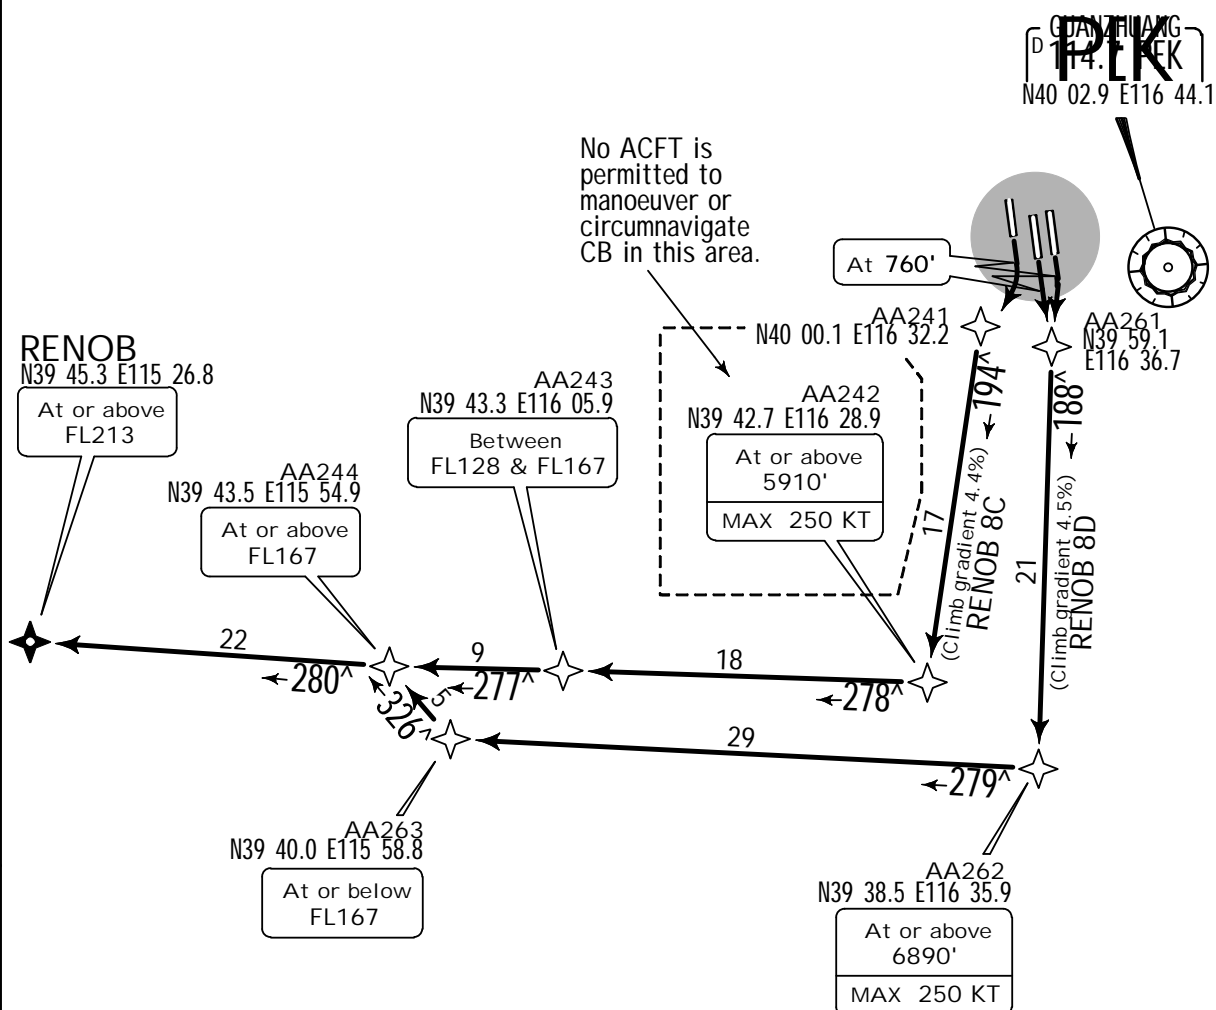 GUANZHUANG
D
114.7 PEK
PEK
N40 02.9 E116 44.1
No ACFT is
permitted to
manoeuver or
circumnavigate
CB in this area.
At 760'
AA241
N40 00.1 E116 32.2
AA261
N39 59.1
E116 36.7
RENOB
N39 45.3 E115 26.8
At or above
FL213
AA243
N39 43.3 E116 05.9
Between
FL128 & FL167
AA242
N39 42.7 E116 28.9
At or above
5910'
MAX 250 KT
194^
188^
AA244
N39 43.5 E115 54.9
At or above
FL167
17
(Climb gradient 4.4%)
RENOB 8C
21
(Climb gradient 4.5%)
RENOB 8D
22
280^
9
277^
18
278^
5
326^
29
279^
AA263
N39 40.0 E115 58.8
At or below
FL167
AA262
N39 38.5 E116 35.9
At or above
6890'
MAX 250 KT